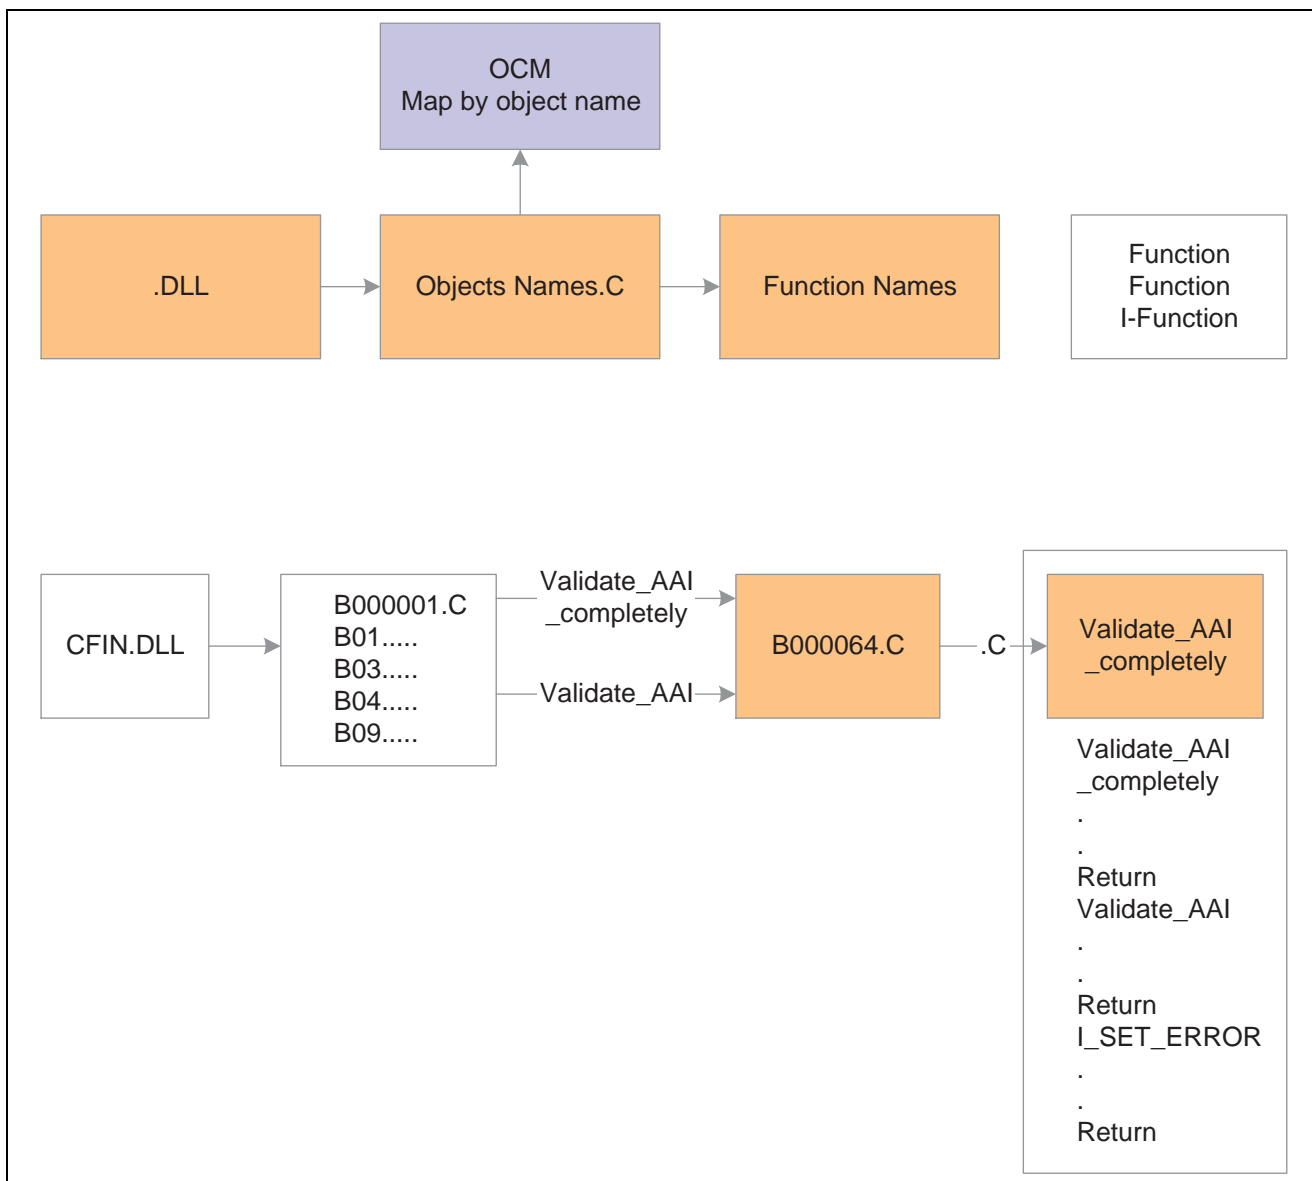 OCM
Map by object name
.DLL
Objects Names.C
Function Names
Function
Function
I-Function
CFIN.DLL
B000001.C
B01.....
B03.....
B04.....
B09.....
Validate_AAI
_completely
Validate_AAI
B000064.C
.C
Validate_AAI
_completely
Validate_AAI
_completely
.
.
Return
Validate_AAI
.
.
Return
I_SET_ERROR
.
.
Return